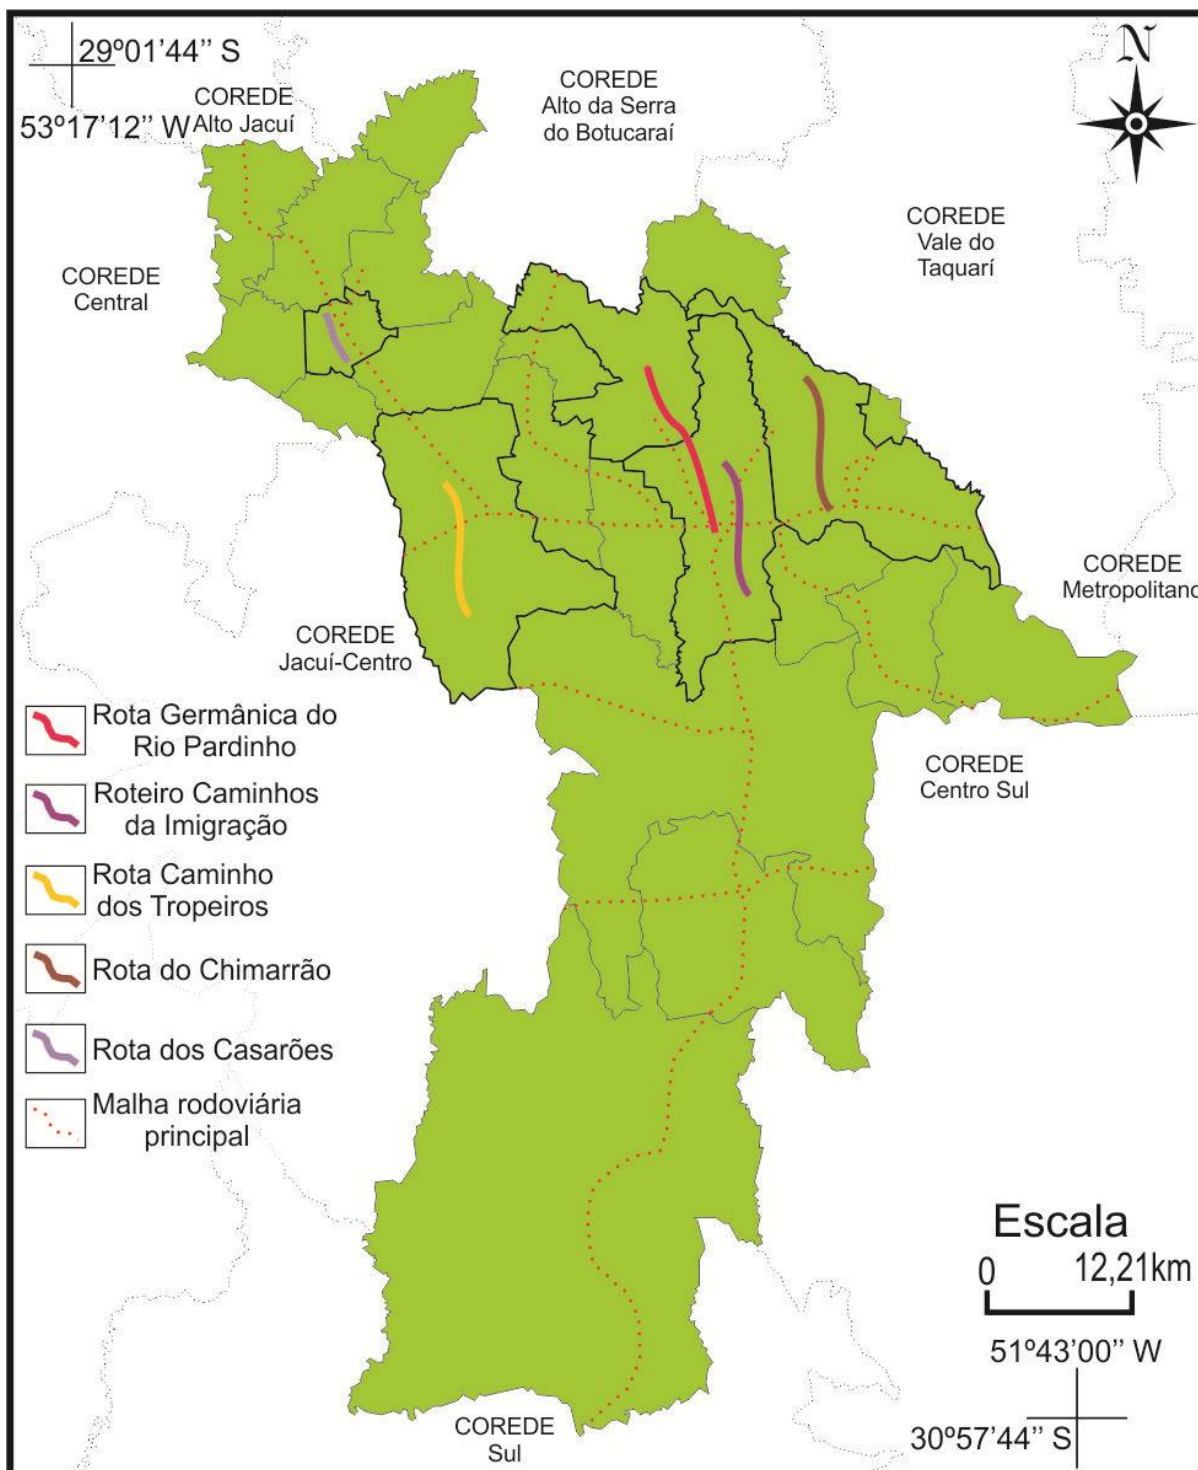 29º01'44'' S
53º17'12'' W
N
COREDE
Alto Jacuí
COREDE
Alto da Serra
do Botucaraí
COREDE
Vale do
Taquarí
COREDE
Central
COREDE
Metropolitano
COREDE
Jacuí-Centro
COREDE
Centro Sul
Rota Germânica do
Rio Pardinho
Roteiro Caminhos
da Imigração
Rota Caminho
dos Tropeiros
Rota do Chimarrão
Rota dos Casarões
Malha rodoviária
principal
Escala
0 12,21km
51º43'00'' W
30º57'44'' S
COREDE
Sul